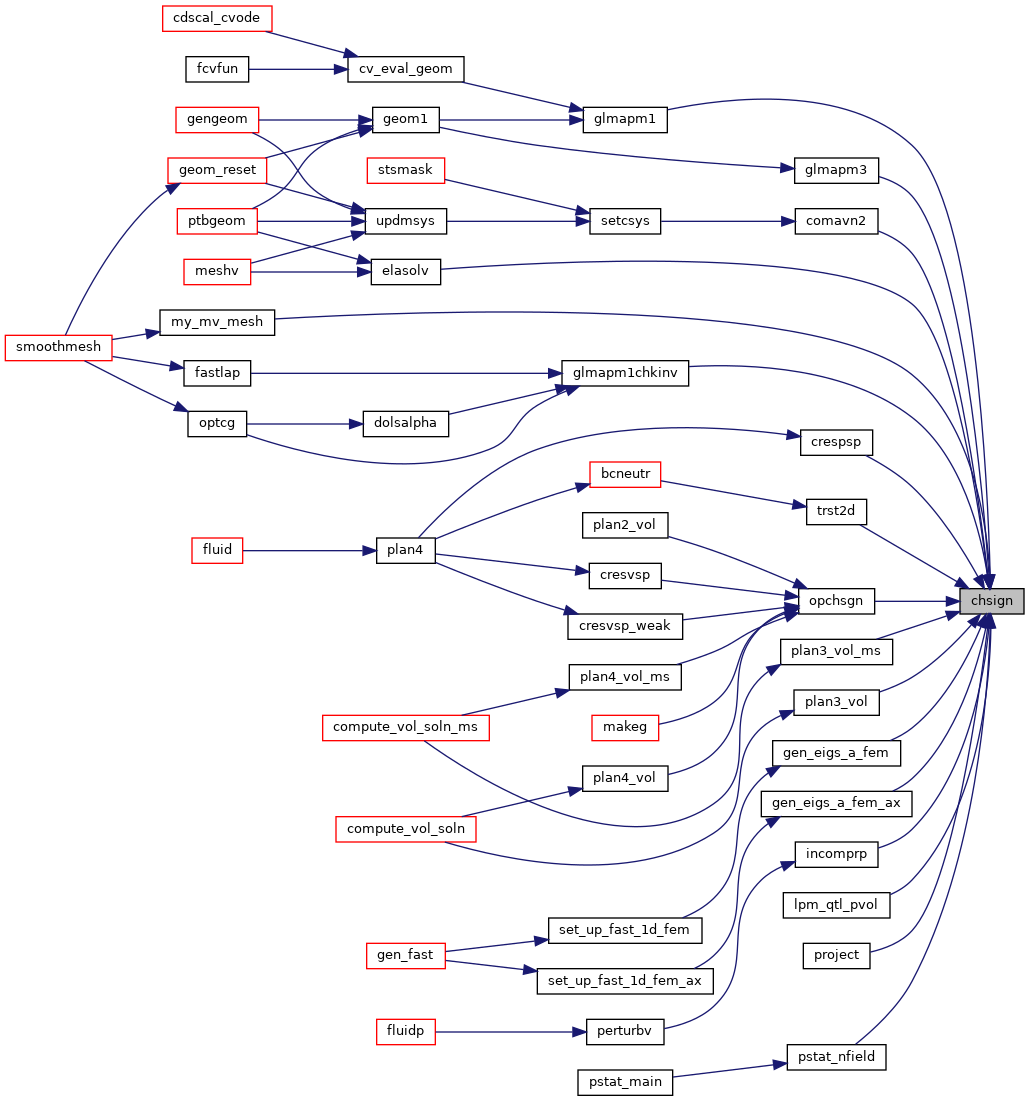 cdscal_cvode
fcvfun
cv_eval_geom
gengeom
geom1
glmapm1
geom_reset
stsmask
glmapm3
ptbgeom
updmsys
setcsys
comavn2
meshv
elasolv
my_mv_mesh
smoothmesh
fastlap
glmapm1chkinv
optcg
dolsalpha
crespsp
bcneutr
trst2d
plan2_vol
fluid
plan4
cresvsp
opchsgn
chsign
cresvsp_weak
plan3_vol_ms
plan4_vol_ms
plan3_vol
compute_vol_soln_ms
makeg
gen_eigs_a_fem
plan4_vol
gen_eigs_a_fem_ax
compute_vol_soln
incomprp
lpm_qtl_pvol
set_up_fast_1d_fem
gen_fast
project
set_up_fast_1d_fem_ax
fluidp
perturbv
pstat_nfield
pstat_main